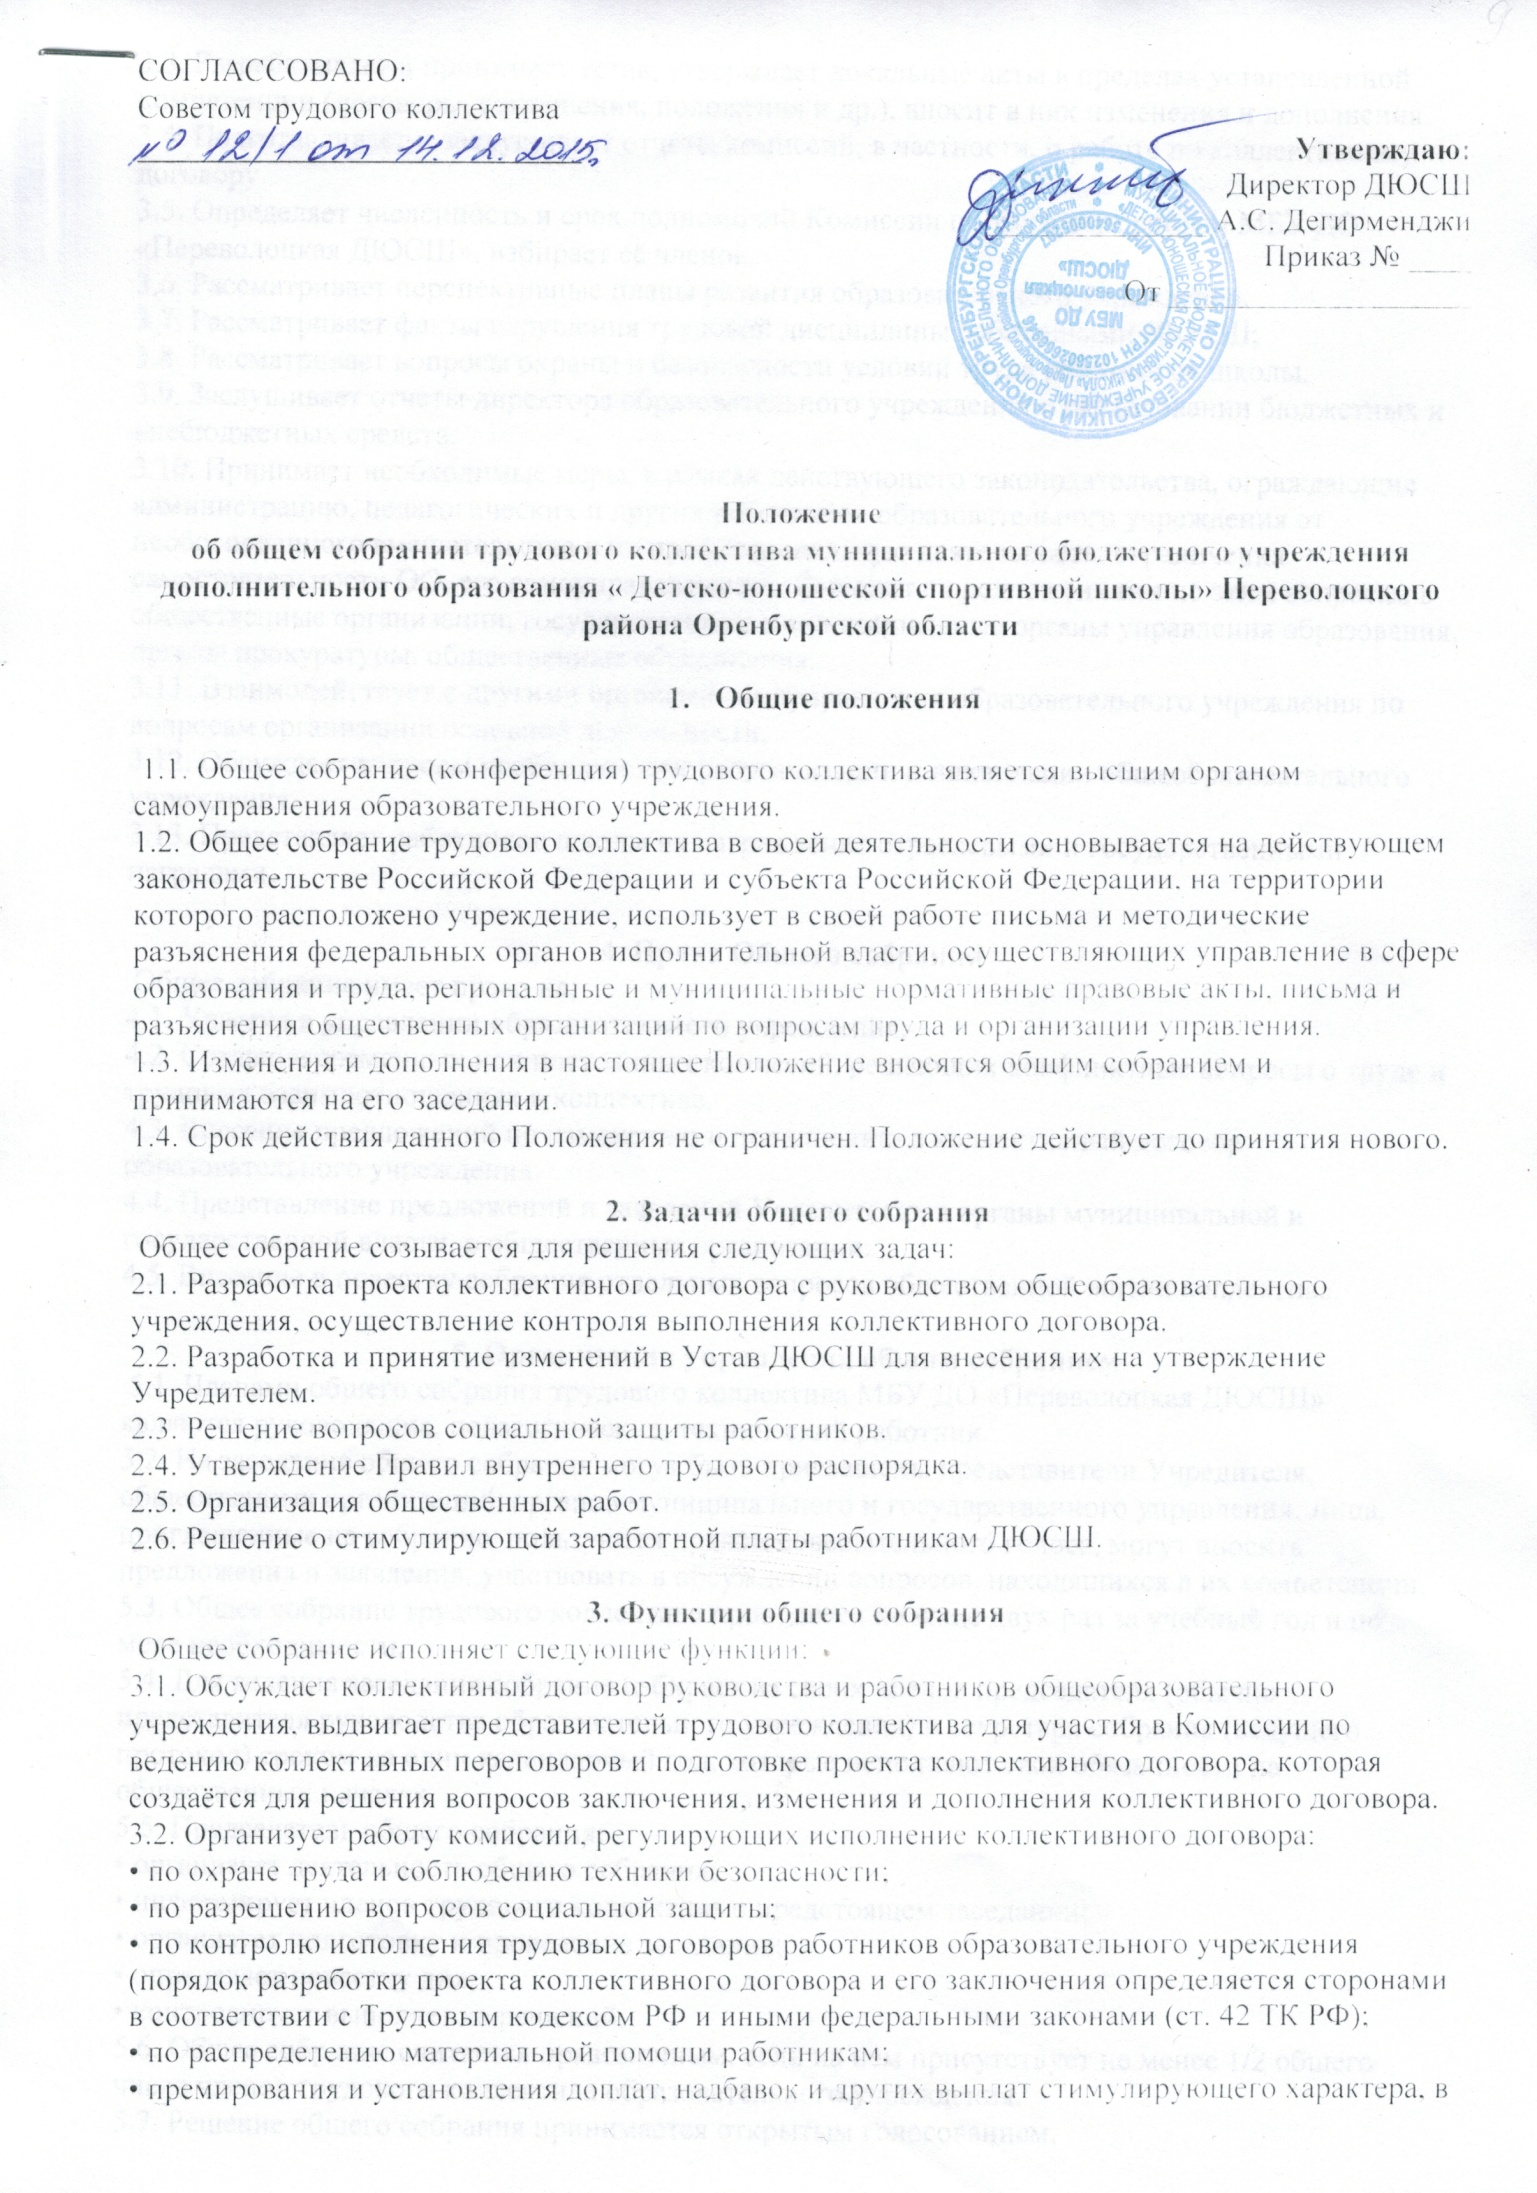 СОГЛАССОВАНО:
Советом трудового коллектива
№ 12/1 от 14.12.2015г
Утверждаю:
Директор ДЮСШ
А.С. Дегирменджи
Приказ № _____
От ____________________
МБУ ДО
Переволоцкая
ДЮСШ»
Положение
об общем собрании трудового коллектива муниципального бюджетного учреждения
дополнительного образования « Детско-юношеской спортивной школы» Переволоцкого
района Оренбургской области
1. Общие положения
1.1. Общее собрание (конференция) трудового коллектива является высшим органом
самоуправления образовательного учреждения.
1.2. Общее собрание трудового коллектива в своей деятельности основывается на действующем
законодательстве Российской Федерации и субъекта Российской Федерации, на территории
которого расположено учреждение, использует в своей работе письма и методические
разъяснения федеральных органов исполнительной власти, осуществляющих управление в сфере
образования и труда, региональные и муниципальные нормативные правовые акты, письма и
разъяснения общественных организаций по вопросам труда и организации управления.
1.3. Изменения и дополнения в настоящее Положение вносятся общим собранием и
принимаются на его заседании.
1.4. Срок действия данного Положения не ограничен. Положение действует до принятия нового.
2. Задачи общего собрания
Общее собрание созывается для решения следующих задач:
2.1. Разработка проекта коллективного договора с руководством общеобразовательного
учреждения, осуществление контроля выполнения коллективного договора.
2.2. Разработка и принятие изменений в Устав ДЮСШ для внесения их на утверждение
Учредителем.
2.3. Решение вопросов социальной защиты работников.
2.4. Утверждение Правил внутреннего трудового распорядка.
2.5. Организация общественных работ.
2.6. Решение о стимулирующей заработной платы работникам ДЮСШ.
3. Функции общего собрания
Общее собрание исполняет следующие функции:
3.1. Обсуждает коллективный договор руководства и работников общеобразовательного
учреждения, выдвигает представителей трудового коллектива для участия в Комиссии по
ведению коллективных переговоров и подготовке проекта коллективного договора, которая
создаётся для решения вопросов заключения, изменения и дополнения коллективного договора.
3.2. Организует работу комиссий, регулирующих исполнение коллективного договора:
• по охране труда и соблюдению техники безопасности;
• по разрешению вопросов социальной защиты;
• по контролю исполнения трудовых договоров работников образовательного учреждения
(порядок разработки проекта коллективного договора и его заключения определяется сторонами
в соответствии с Трудовым кодексом РФ и иными федеральными законами (ст. 42 ТК РФ);
• по распределению материальной помощи работникам;
• премирования и установления доплат, надбавок и других выплат стимулирующего характера, в